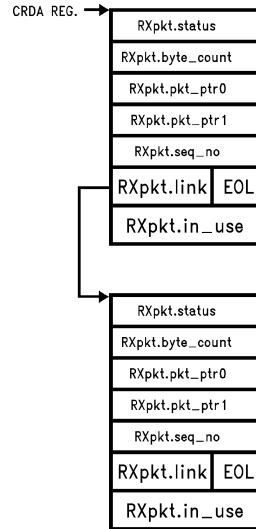 CRDA REG.
RXpkt.status
RXpkt.byte_count
RXpkt.pkt_ptr0
RXpkt.pkt_ptr1
RXpkt.seq_no
RXpkt.link EOL
RXpkt.in_use
RXpkt.status
RXpkt.byte_count
RXpkt.pkt_ptr0
RXpkt.pkt_ptr1
RXpkt.seq_no
RXpkt.link EOL
RXpkt.in_use